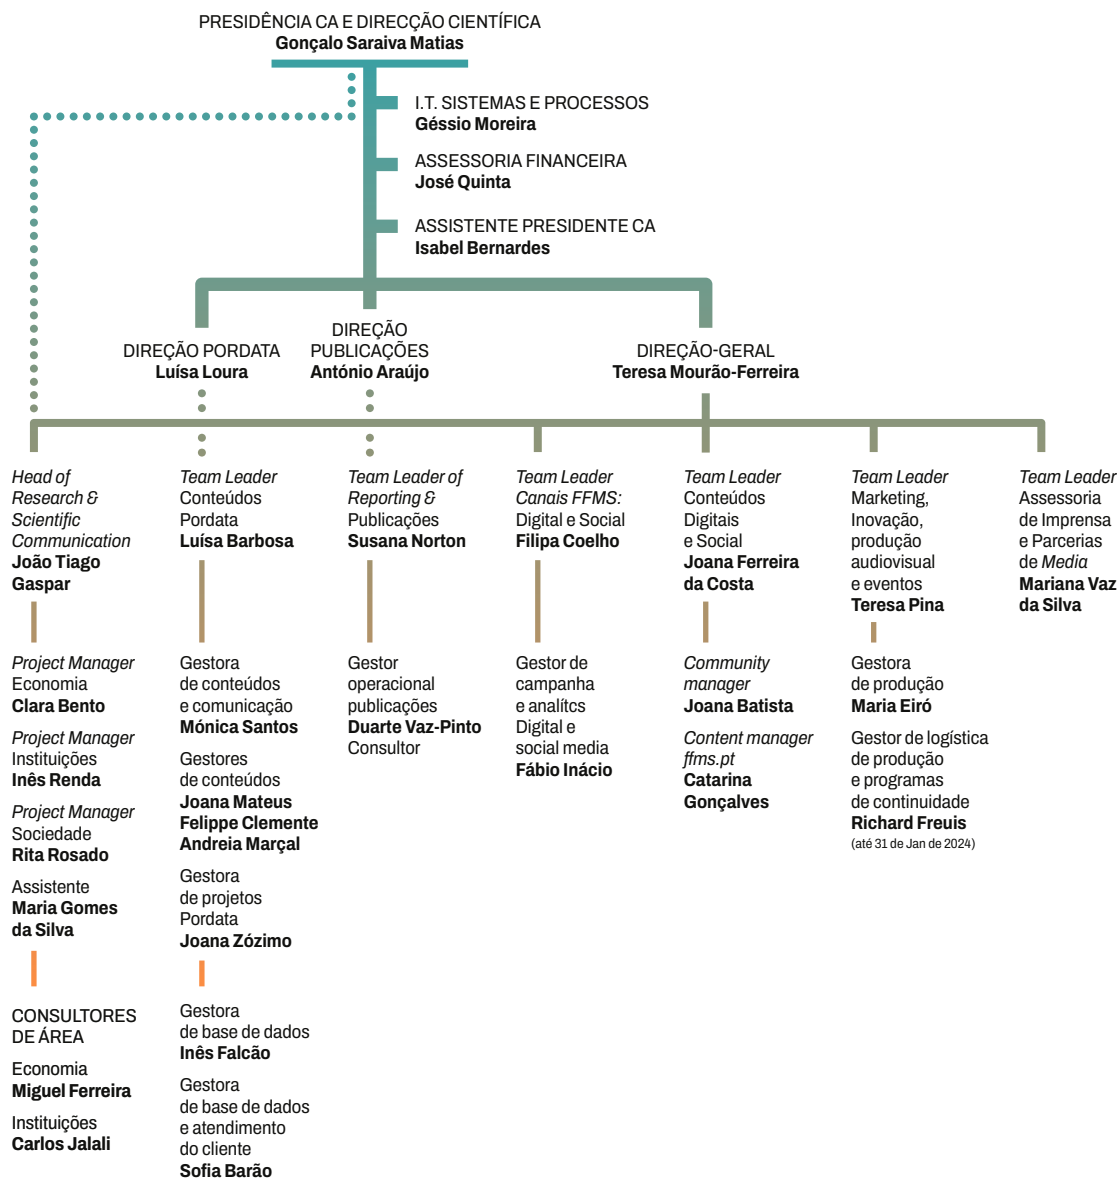 PRESIDÊNCIA CA E DIRECÇÃO CIENTÍFICA
Gonçalo Saraiva Matias
I.T. SISTEMAS E PROCESSOS
Géssio Moreira
ASSESSORIA FINANCEIRA
José Quinta
ASSISTENTE PRESIDENTE CA
Isabel Bernardes
DIREÇÃO PORDATA
Luísa Loura
DIREÇÃO
PUBLICAÇÕES
António Araújo
DIREÇÃO-GERAL
Teresa Mourão-Ferreira
Head of
Research &
Scientific
Communication
João Tiago
Gaspar
Project Manager
Economia
Clara Bento
Project Manager
Instituições
Inês Renda
Project Manager
Sociedade
Rita Rosado
Assistente
Maria Gomes
da Silva
CONSULTORES
DE ÁREA
Economia
Miguel Ferreira
Instituições
Carlos Jalali
Team Leader
Conteúdos
Pordata
Luísa Barbosa
Gestora
de conteúdos
e comunicação
Mónica Santos
Gestores
de conteúdos
Joana Mateus
Felippe Clemente
Andreia Marçal
Gestora
de projetos
Pordata
Joana Zózimo
Gestora
de base de dados
Inês Falcão
Gestora
de base de dados
e atendimento
do cliente
Sofia Barão
Team Leader of
Reporting &
Publicações
Susana Norton
Gestor
operacional
publicações
Duarte Vaz-Pinto
Consultor
Team Leader
Canais FFMS:
Digital e Social
Filipa Coelho
Gestor de
campanha
e analítcs
Digital e
social media
Fábio Inácio
Team Leader
Conteúdos
Digitais
e Social
Joana Ferreira
da Costa
Community
manager
Joana Batista
Content manager
ffms.pt
Catarina
Gonçalves
Team Leader
Marketing,
Inovação,
produção
audiovisual
e eventos
Teresa Pina
Gestora
de produção
Maria Eiró
Gestor de logística
de produção
e programas
de continuidade
Richard Freuis
(até 31 de Jan de 2024)
Team Leader
Assessoria
de Imprensa
e Parcerias
de Media
Mariana Vaz
da Silva